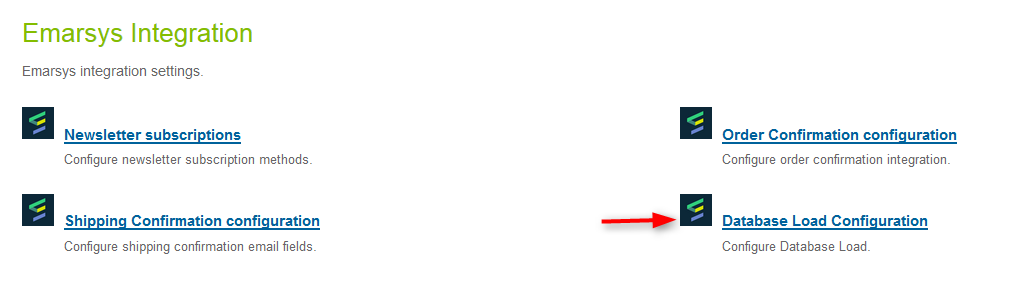 Emarsys Integration
Emarsys integration settings.
Newsletter subscriptions
Configure newsletter subscription methods.
Order Confirmation configuration
Configure order confirmation integration.
Shipping Confirmation configuration
Configure shipping confirmation email fields.
Database Load Configuration
Configure Database Load.